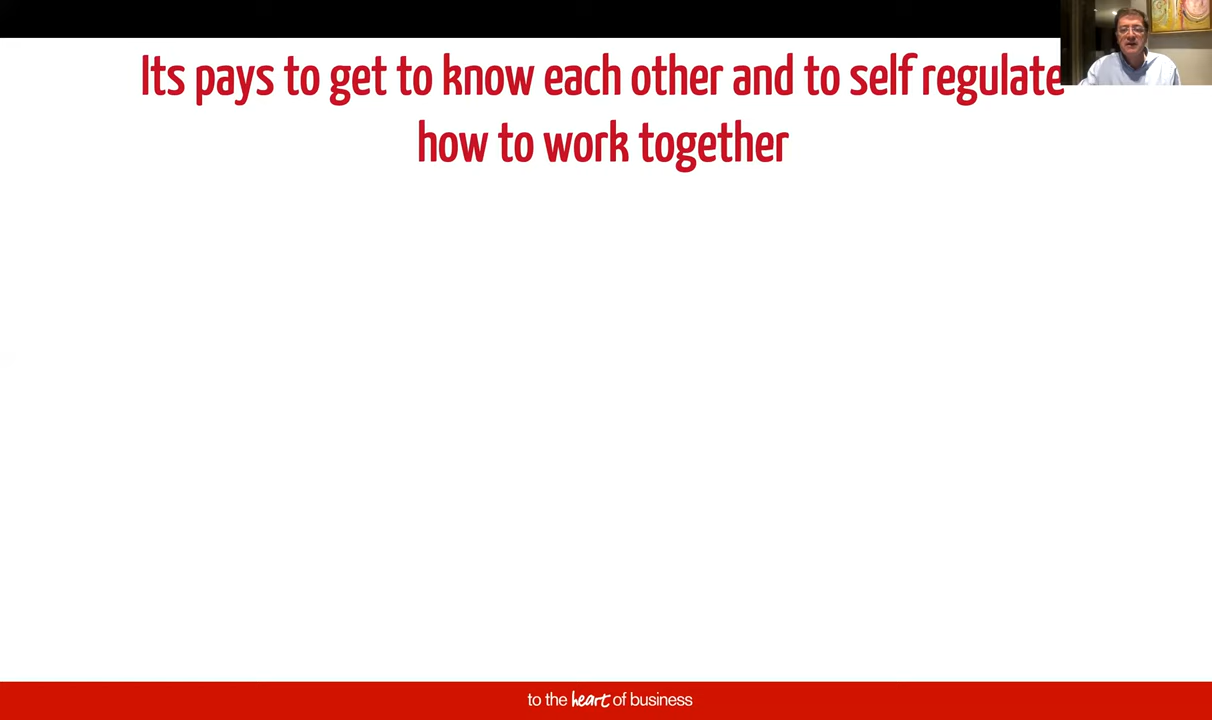 Its pays to get to know each other and to self regulate
how to work together
to the heart of business